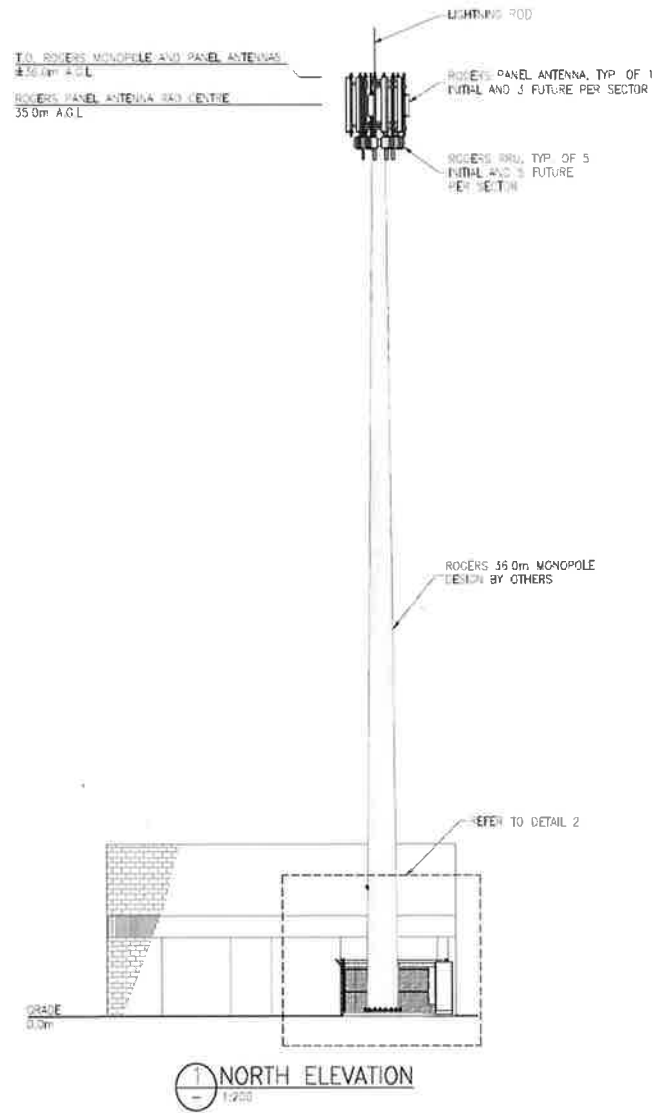 LIGHTNING ROD
T.O. ROGERS MONOPOLE AND PANEL ANTENNAS
±36.0m A.G.L
ROGERS PANEL ANTENNA RAD CENTRE
35.0m A.G.L
ROGERS PANEL ANTENNA, TYP. OF 1
INITIAL AND 3 FUTURE PER SECTOR
ROGERS RRU, TYP. OF 5
INITIAL AND 5 FUTURE
PER SECTOR
ROGERS 36.0m MONOPOLE
DESIGN BY OTHERS
REFER TO DETAIL 2
GRADE
0.0m
1
NORTH ELEVATION
1:200